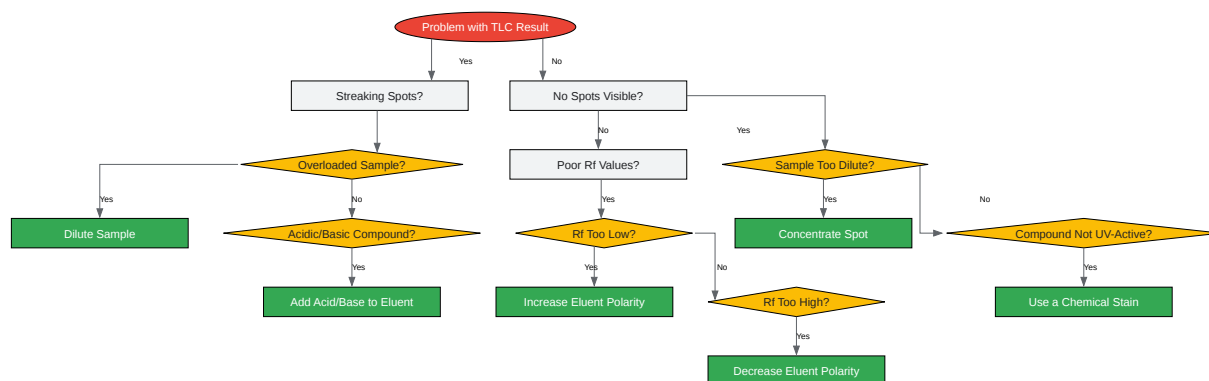 Problem with TLC Result
Yes
No
Streaking Spots?
No Spots Visible?
No
Yes
Overloaded Sample?
Poor Rf Values?
Sample Too Dilute?
Yes
No
Yes
Yes
No
Dilute Sample
Acidic/Basic Compound?
Rf Too Low?
Concentrate Spot
Compound Not UV-Active?
Yes
Yes
No
Yes
Add Acid/Base to Eluent
Increase Eluent Polarity
Rf Too High?
Use a Chemical Stain
Yes
Decrease Eluent Polarity